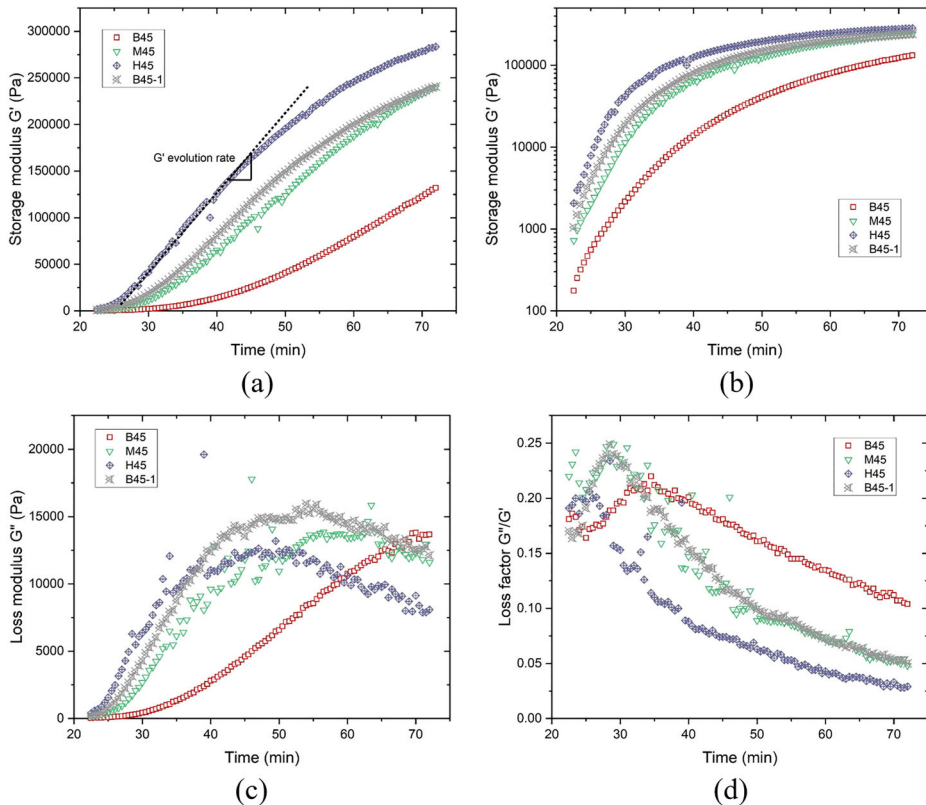 300000
250000
200000
150000
100000
50000
0
Storage modulus G' (Pa)
B45
M45
H45
B45-1
G' evolution rate
20 30 40 50 60 70
Time (min)
(a)
100000
10000
1000
100
Storage modulus G' (Pa)
B45
M45
H45
B45-1
20 30 40 50 60 70
Time (min)
(b)
20000
15000
10000
5000
0
Loss modulus G" (Pa)
B45
M45
H45
B45-1
20 30 40 50 60 70
Time (min)
(c)
0.25
0.20
0.15
0.10
0.05
0.00
Loss factor G"/G'
B45
M45
H45
B45-1
20 30 40 50 60 70
Time (min)
(d)